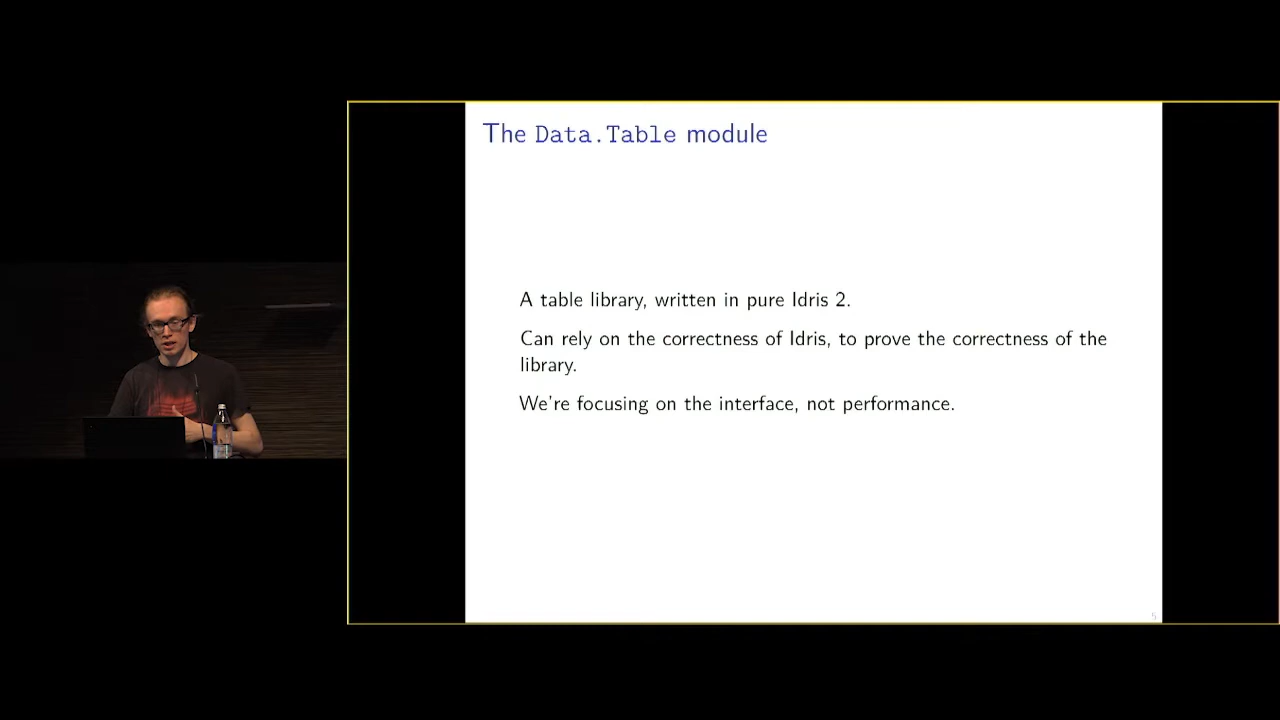 The Data.Table module
A table library, written in pure Idris 2.
Can rely on the correctness of Idris, to prove the correctness of the
library.
We're focusing on the interface, not performance.
5